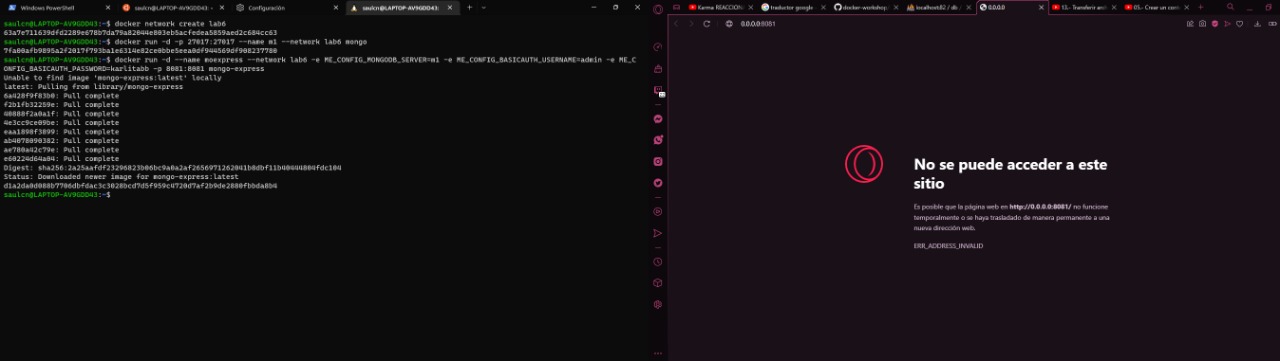 Windows PowerShell
saulcn@LAPTOP-AV9GDD43: ~
Configuración
saulcn@LAPTOP-AV9GDD43: ~
saulcn@LAPTOP-AV9GDD43:~$ docker network create lab6
saulcn@LAPTOP-AV9GDD43:~$ docker run -d -p 27017:27017 --name m1 --network lab6 mongo
saulcn@LAPTOP-AV9GDD43:~$ docker run -d --name moexpress --network lab6 -e ME_CONFIG_MONGODB_SERVER=m1 -e ME_CONFIG_BASICAUTH_USERNAME=admin -e ME_C
ONFIG_BASICAUTH_PASSWORD=karlitabb -p 8081:8081 mongo-express
Unable to find image 'mongo-express:latest' locally
latest: Pulling from library/mongo-express
6a428f9f83b0: Pull complete
f2b1fb32259e: Pull complete
40888f2a0a1f: Pull complete
4e3cc9ce09be: Pull complete
eaa1898f3899: Pull complete
ab4078090382: Pull complete
ae780a42c79e: Pull complete
e60224d64a04: Pull complete
Digest: sha256:2a25aafdf23296823b06bc9a0a2af2656971262041b8dbf11b40444804fdc104
Status: Downloaded newer image for mongo-express:latest
saulcn@LAPTOP-AV9GDD43:~$
Karma REACCION
traductor google
docker-workshop/
localhost:82 / db /
0.0.0.0
13.- Transferir arch
05.- Crear un conte
0.0.0.0:8081
No se puede acceder a este
sitio
Es posible que la página web en http://0.0.0.0:8081/ no funcione
temporalmente o se haya trasladado de manera permanente a una
nueva dirección web.
ERR_ADDRESS_INVALID